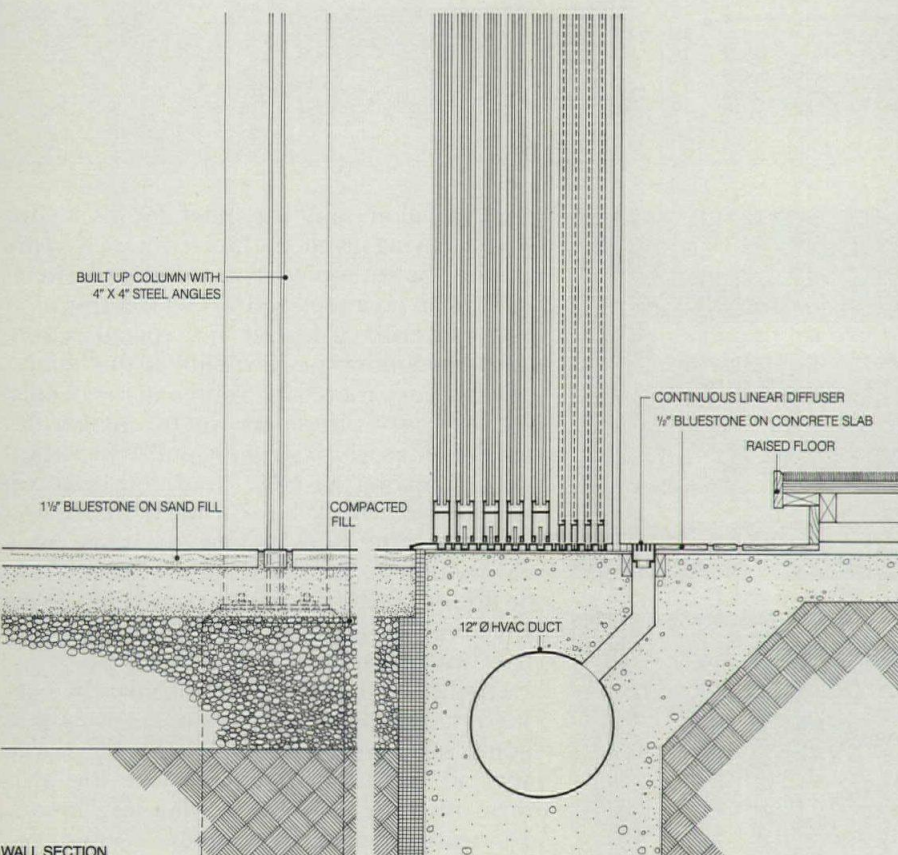 BUILT UP COLUMN WITH
4" X 4" STEEL ANGLES
CONTINUOUS LINEAR DIFFUSER
½" BLUESTONE ON CONCRETE SLAB
RAISED FLOOR
1½" BLUESTONE ON SAND FILL
COMPACTED
FILL
12" Ø HVAC DUCT
WALL SECTION